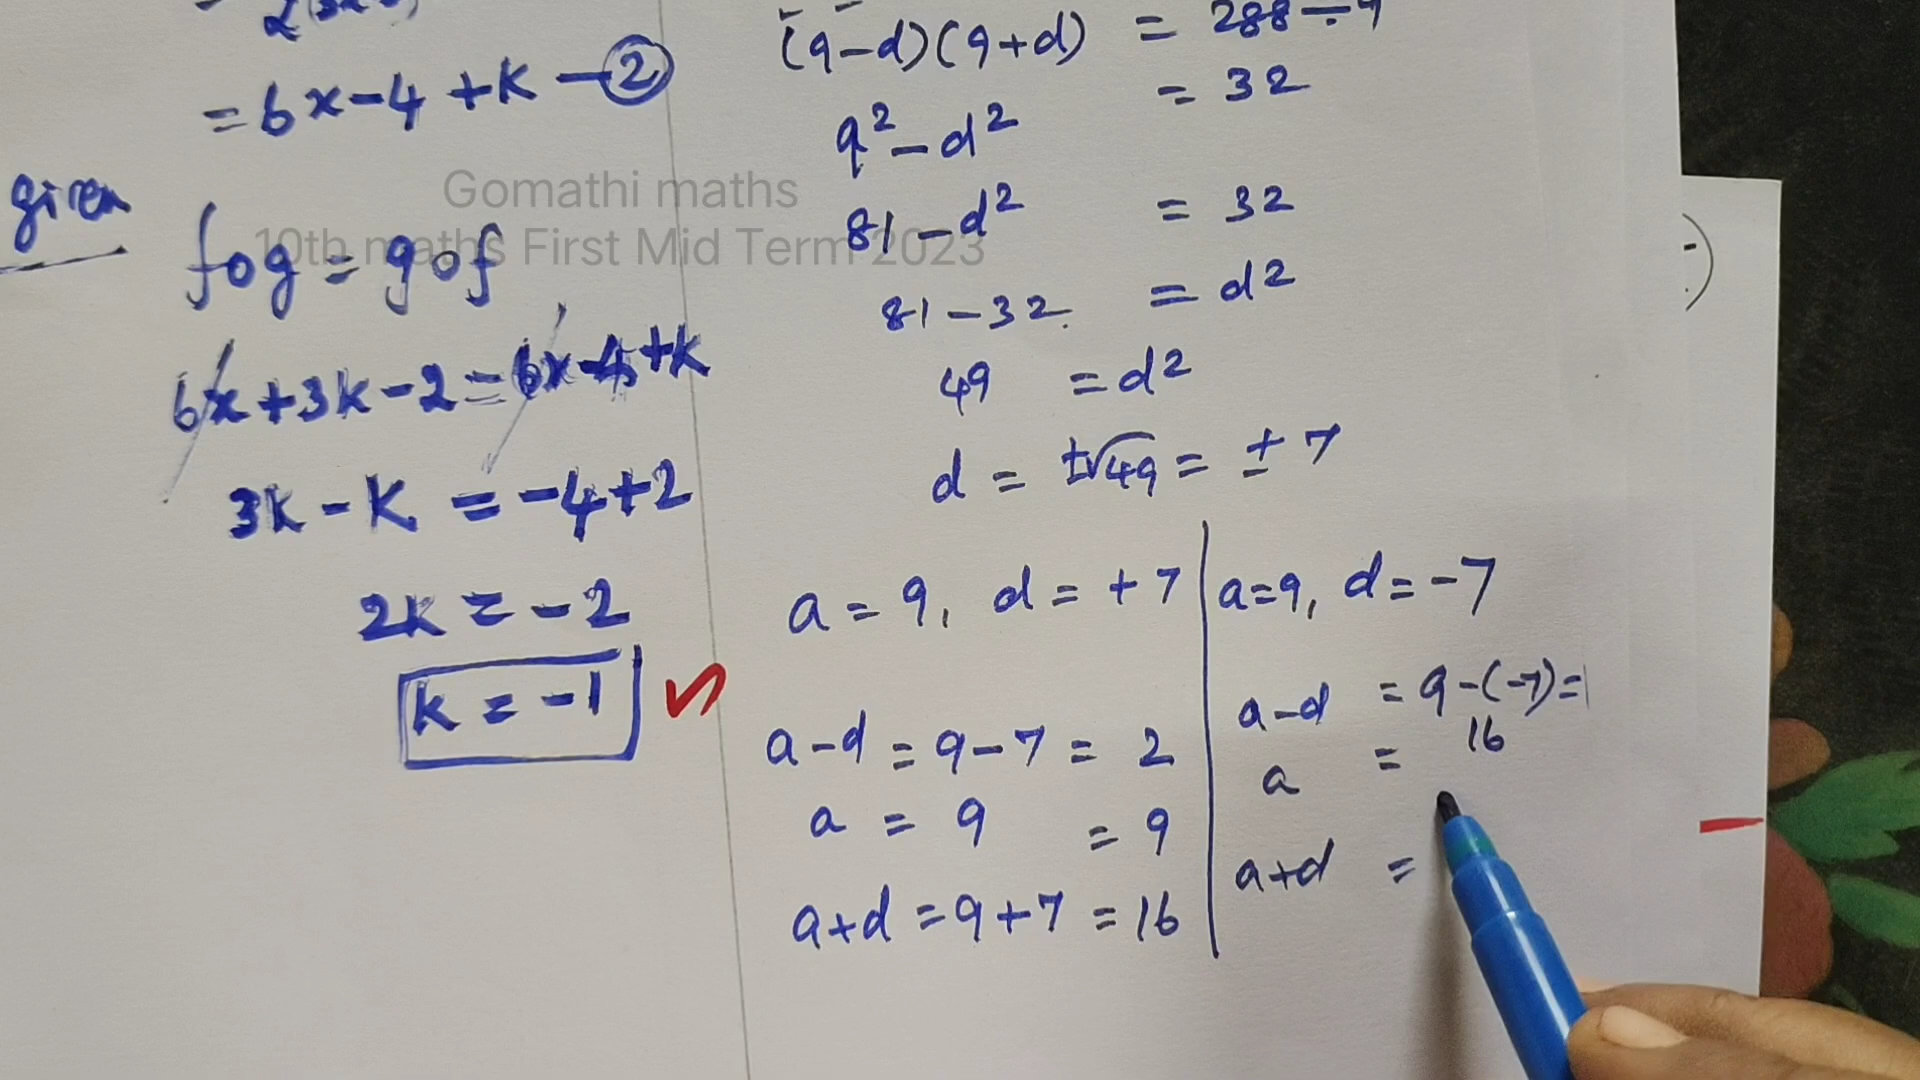 = 6x-4 +k —②
given
fog = gof
6x+3k-2=6x-4+k
3k-k = -4+2
2k = -2
k = -1
(9-d)(9+d) = 288÷9
= 32
9²-d²
81-d² = 32
81-32 = d²
49 = d²
d = ±√49 = ±7
a = 9, d = +7
a-d = 9-7 = 2
a = 9 = 9
a+d = 9+7 = 16
a=9, d=-7
a-d = 9-(-7)=
16
a =
a+d =
Gomathi maths
10th maths First Mid Term 2023